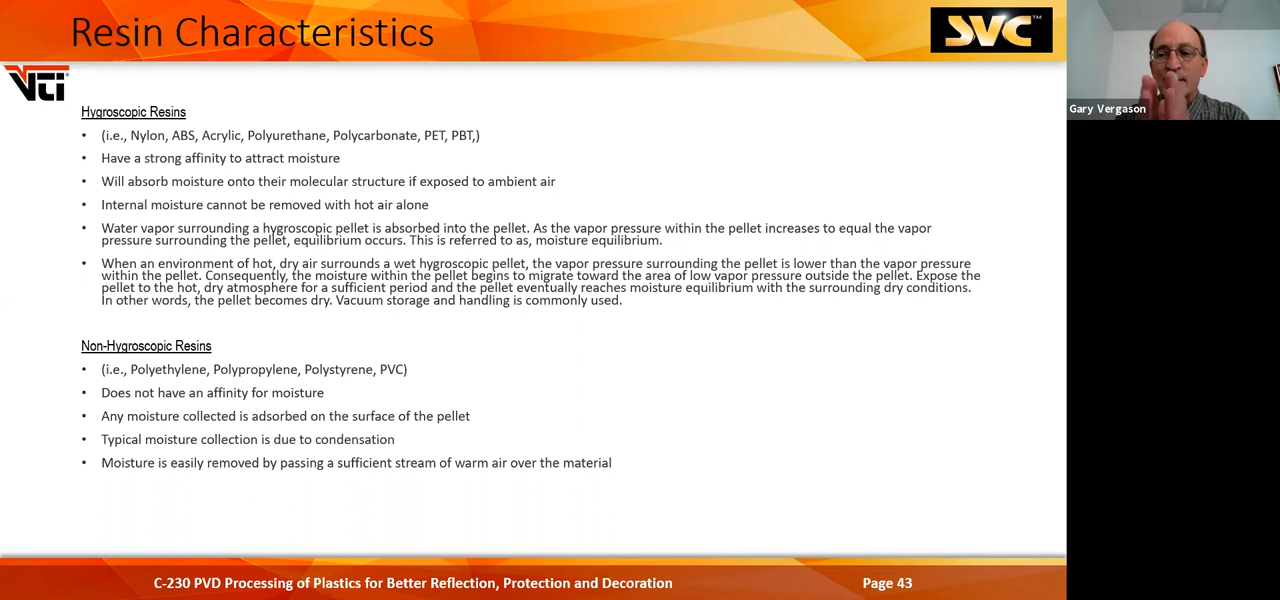 Resin Characteristics
SVC™
VTI
Hygroscopic Resins
• (i.e., Nylon, ABS, Acrylic, Polyurethane, Polycarbonate, PET, PBT,)
• Have a strong affinity to attract moisture
• Will absorb moisture onto their molecular structure if exposed to ambient air
• Internal moisture cannot be removed with hot air alone
• Water vapor surrounding a hygroscopic pellet is absorbed into the pellet. As the vapor pressure within the pellet increases to equal the vapor
pressure surrounding the pellet, equilibrium occurs. This is referred to as, moisture equilibrium.
• When an environment of hot, dry air surrounds a wet hygroscopic pellet, the vapor pressure surrounding the pellet is lower than the vapor pressure
within the pellet. Consequently, the moisture within the pellet begins to migrate toward the area of low vapor pressure outside the pellet. Expose the
pellet to the hot, dry atmosphere for a sufficient period and the pellet eventually reaches moisture equilibrium with the surrounding dry conditions.
In other words, the pellet becomes dry. Vacuum storage and handling is commonly used.
Non-Hygroscopic Resins
• (i.e., Polyethylene, Polypropylene, Polystyrene, PVC)
• Does not have an affinity for moisture
• Any moisture collected is adsorbed on the surface of the pellet
• Typical moisture collection is due to condensation
• Moisture is easily removed by passing a sufficient stream of warm air over the material
C-230 PVD Processing of Plastics for Better Reflection, Protection and Decoration
Page 43
Gary Vergason